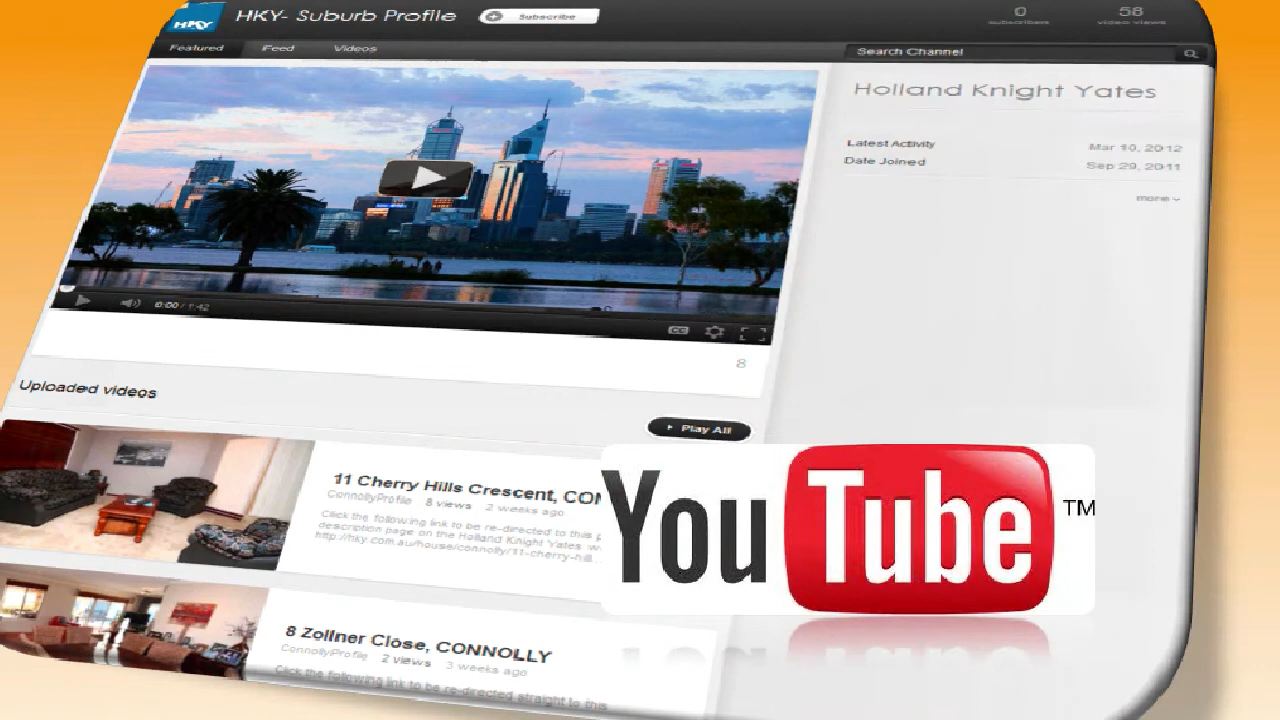 HKY
HKY- Suburb Profile
Subscribe
0
subscribers
58
video views
Featured
Feed
Videos
Search Channel
Holland Knight Yates
Latest Activity
Mar 10, 2012
Date Joined
Sep 29, 2011
more
0:00 / 1:42
CC
8
Uploaded videos
Play All
11 Cherry Hills Crescent, CON
ConnollyProfile 8 views 2 weeks ago
Click the following link to be re-directed to this p
description page on the Holland Knight Yates we
http://hky.com.au/house/connolly/11-cherry-hill...
YouTube™
8 Zollner Close, CONNOLLY
ConnollyProfile 2 views 3 weeks ago
Click the following link to be re-directed straight to this